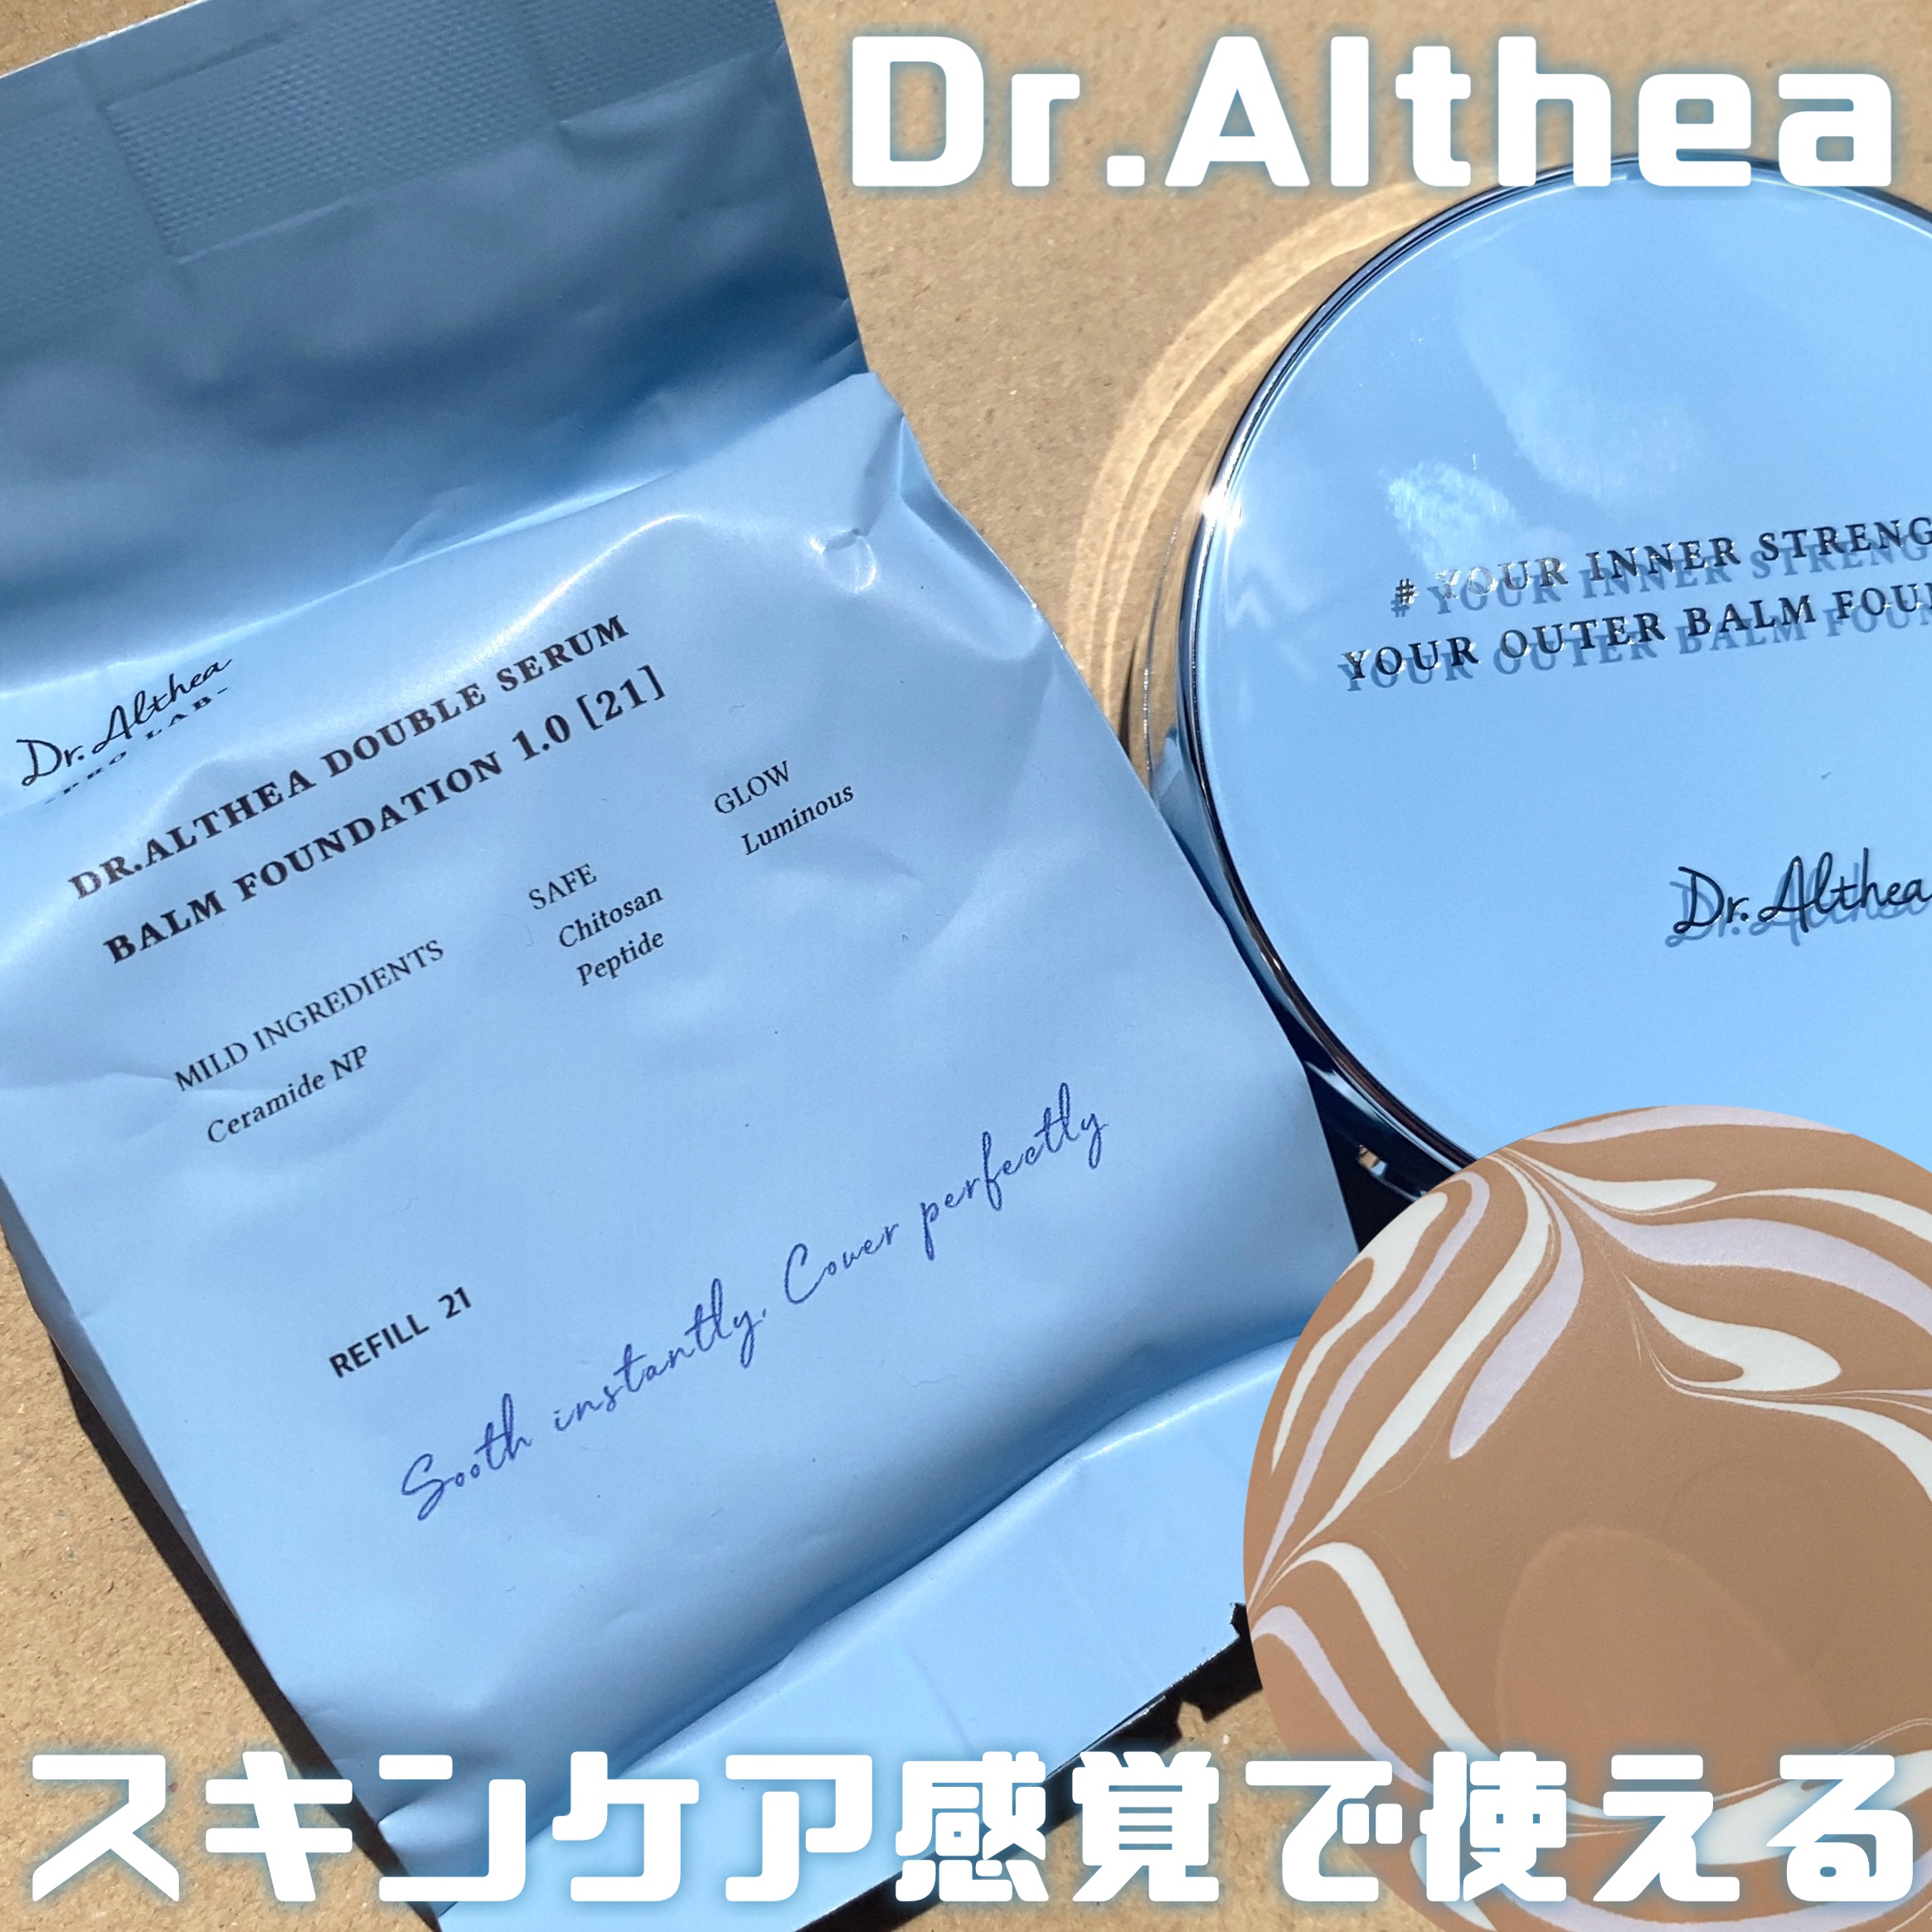 Dr.Althea
Dr.Althea
DR.ALTHEA DOUBLE SERUM
BALM FOUNDATION 1.0 [21]
MILD INGREDIENTS
Ceramide NP
SAFE
Chitosan
Peptide
GLOW
Luminous
REFILL 21
Sooth instantly, Cover perfectly
# YOUR INNER
YOUR OUTER BALM
Dr.Althea
スキンケア感覚で使える